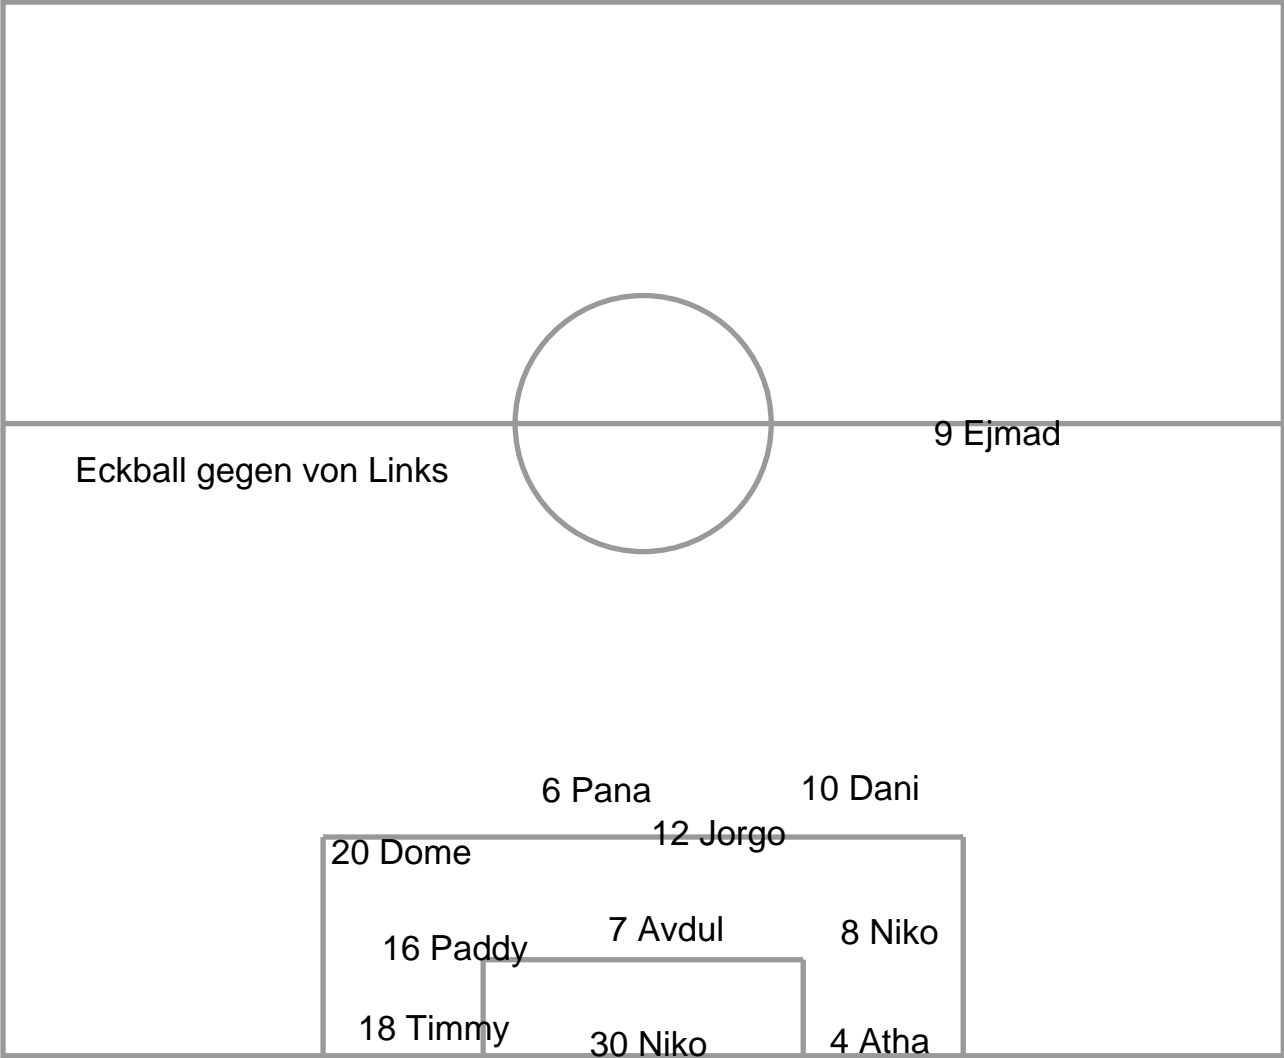 9 Ejmad
Eckball gegen von Links
6 Pana
10 Dani
12 Jorgo
20 Dome
7 Avdul
8 Niko
16 Paddy
18 Timmy
30 Niko
4 Atha